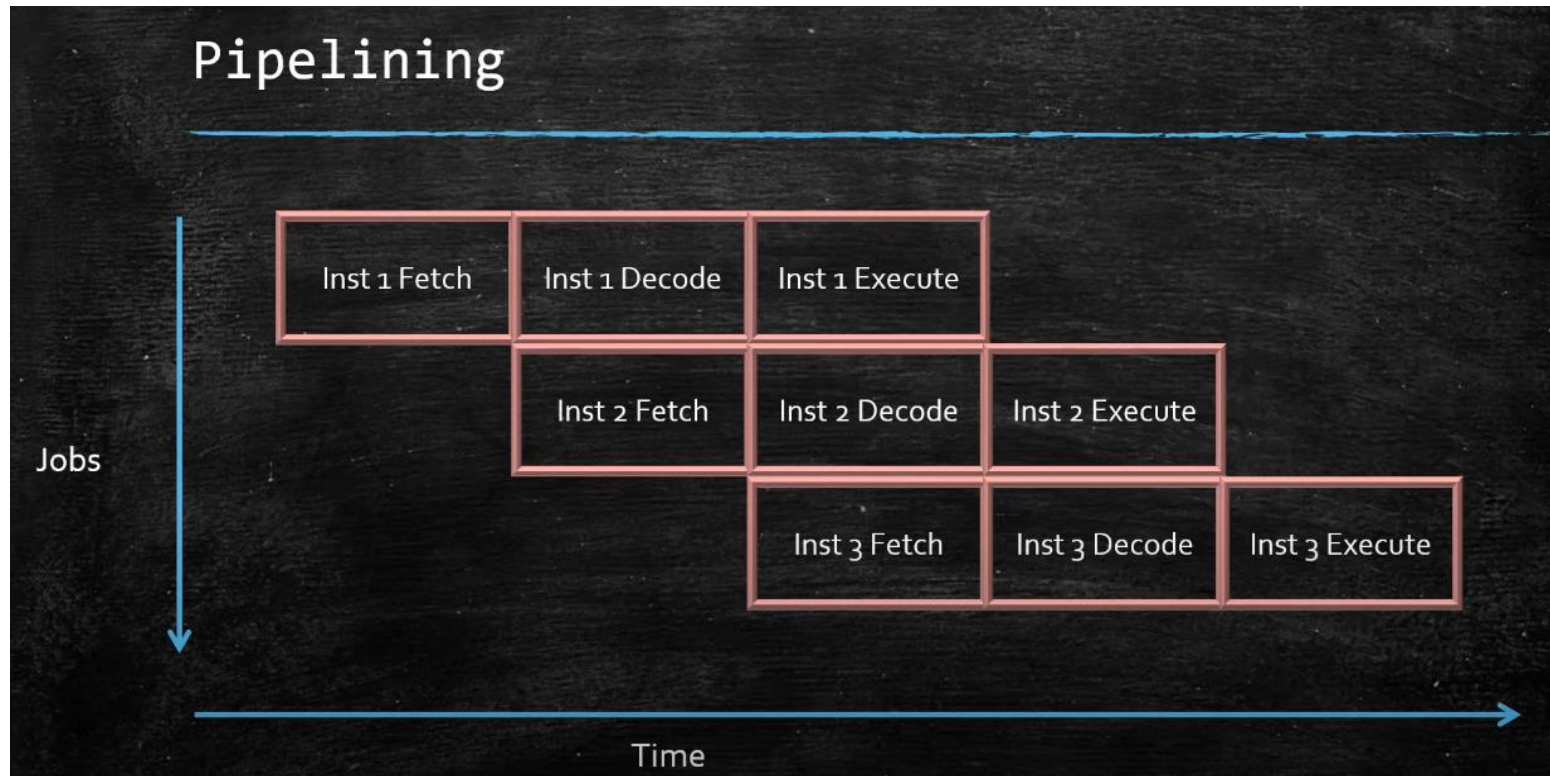 Pipelining
Inst 1 Fetch
Inst 1 Decode
Inst 1 Execute
Inst 2 Fetch
Inst 2 Decode
Inst 2 Execute
Jobs
Inst 3 Fetch
Inst 3 Decode
Inst 3 Execute
Time